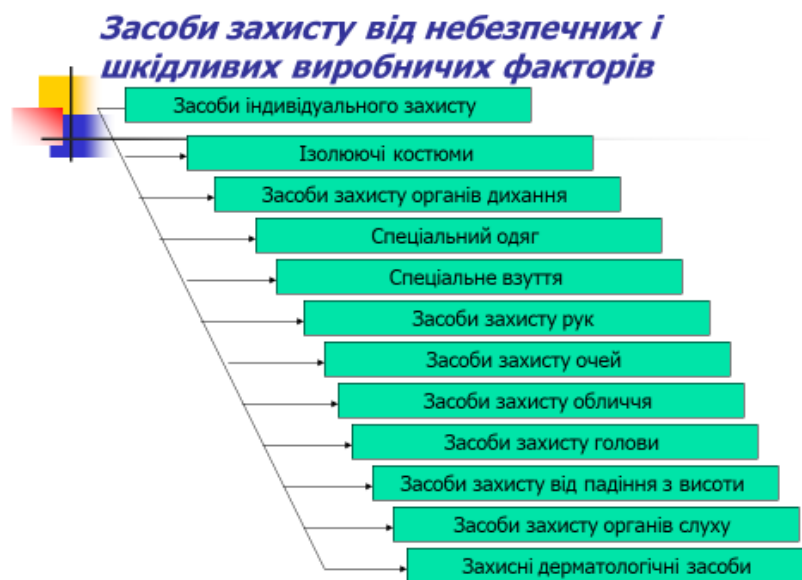 Засоби захисту від небезпечних і
шкідливих виробничих факторів
Засоби індивідуального захисту
Ізолюючі костюми
Засоби захисту органів дихання
Спеціальний одяг
Спеціальне взуття
Засоби захисту рук
Засоби захисту очей
Засоби захисту обличчя
Засоби захисту голови
Засоби захисту від падіння з висоти
Засоби захисту органів слуху
Захисні дерматологічні засоби